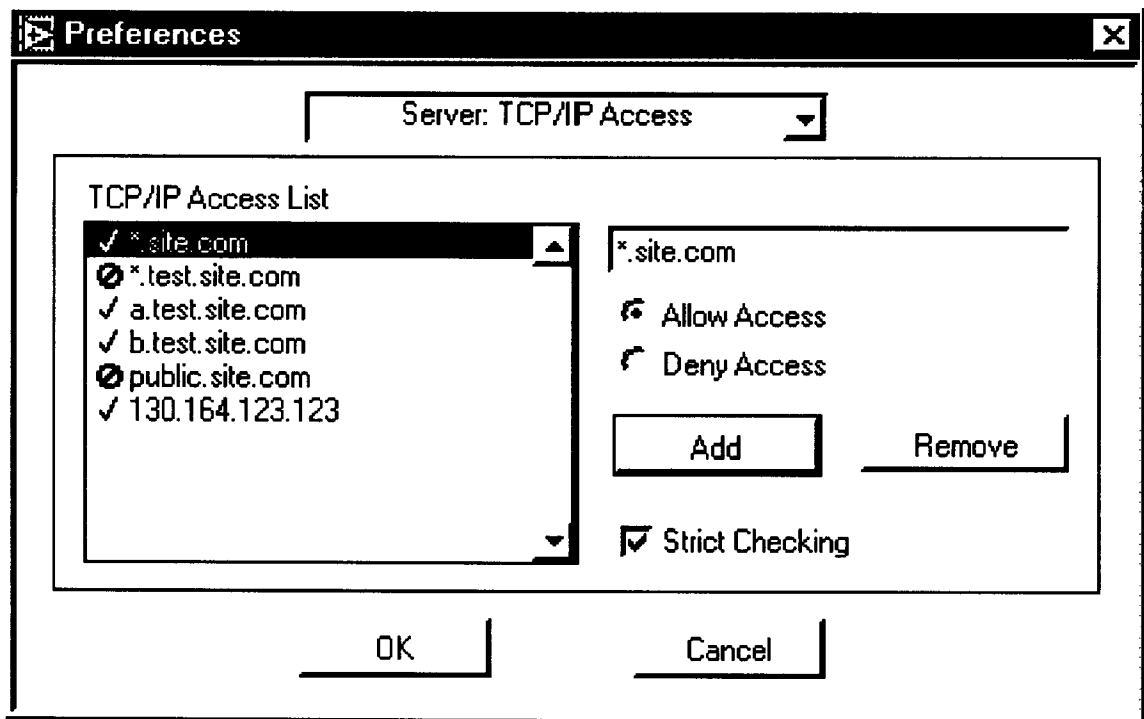 Preferences
Server: TCP/IP Access
TCP/IP Access List
*.site.com
*.test.site.com
a.test.site.com
b.test.site.com
public.site.com
130.164.123.123
*.site.com
Allow Access
Deny Access
Add
Remove
Strict Checking
OK
Cancel